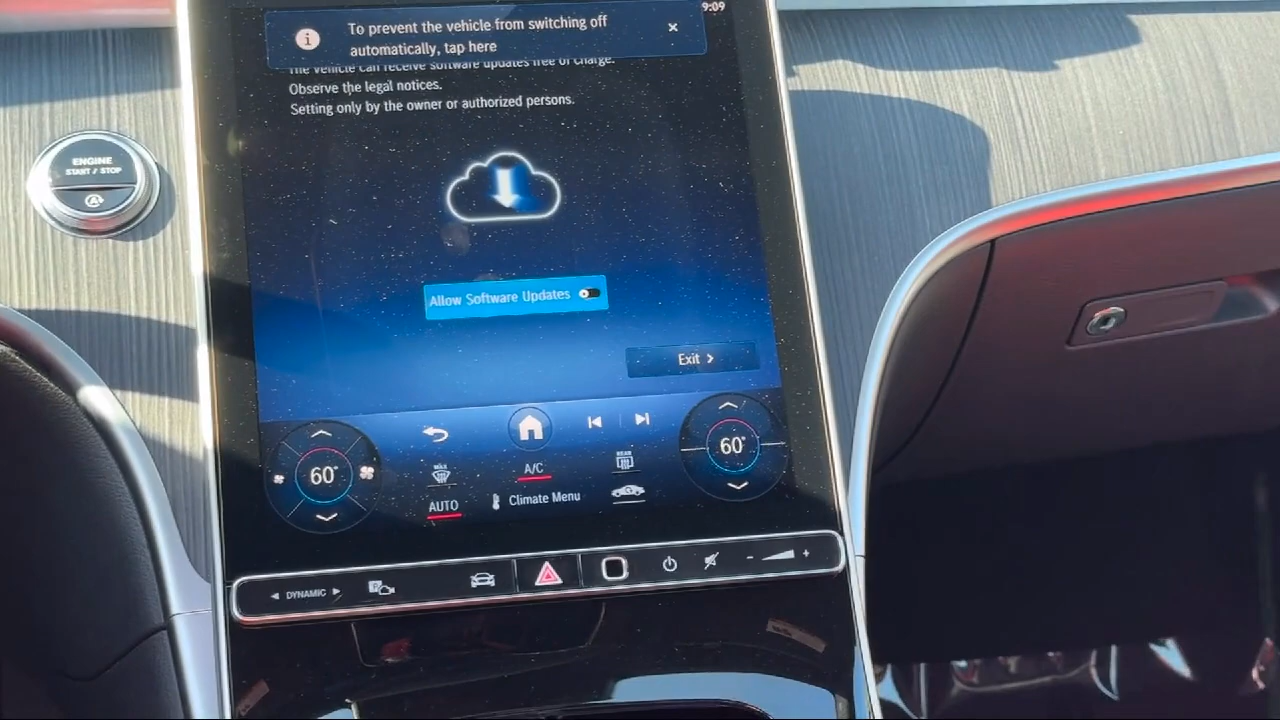 9:09
To prevent the vehicle from switching off
automatically, tap here
The vehicle can receive software updates free of charge.
Observe the legal notices.
Setting only by the owner or authorized persons.
ENGINE
START / STOP
A
Allow Software Updates
Exit
60°
60°
MAX
A/C
REAR
AUTO
Climate Menu
DYNAMIC
P